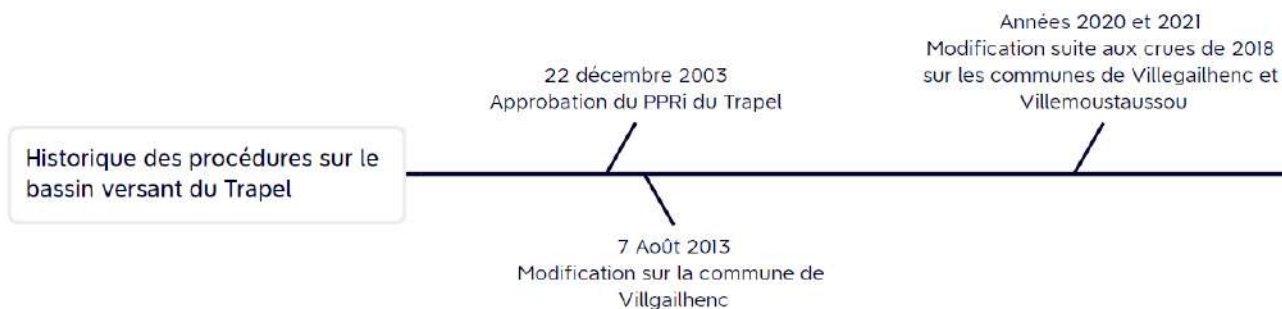 Historique des procédures sur le
bassin versant du Trapel
22 décembre 2003
Approbation du PPRi du Trapel
7 Août 2013
Modification sur la commune de
Villgailhenc
Années 2020 et 2021
Modification suite aux crues de 2018
sur les communes de Villegailhenc et
Villemoustaussou